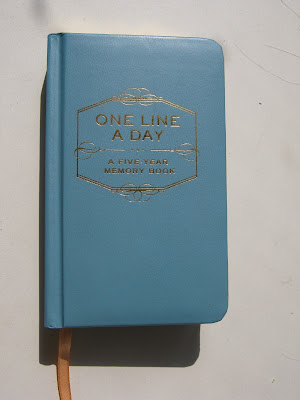 ONE LINE
A DAY
A FIVE YEAR
MEMORY BOOK